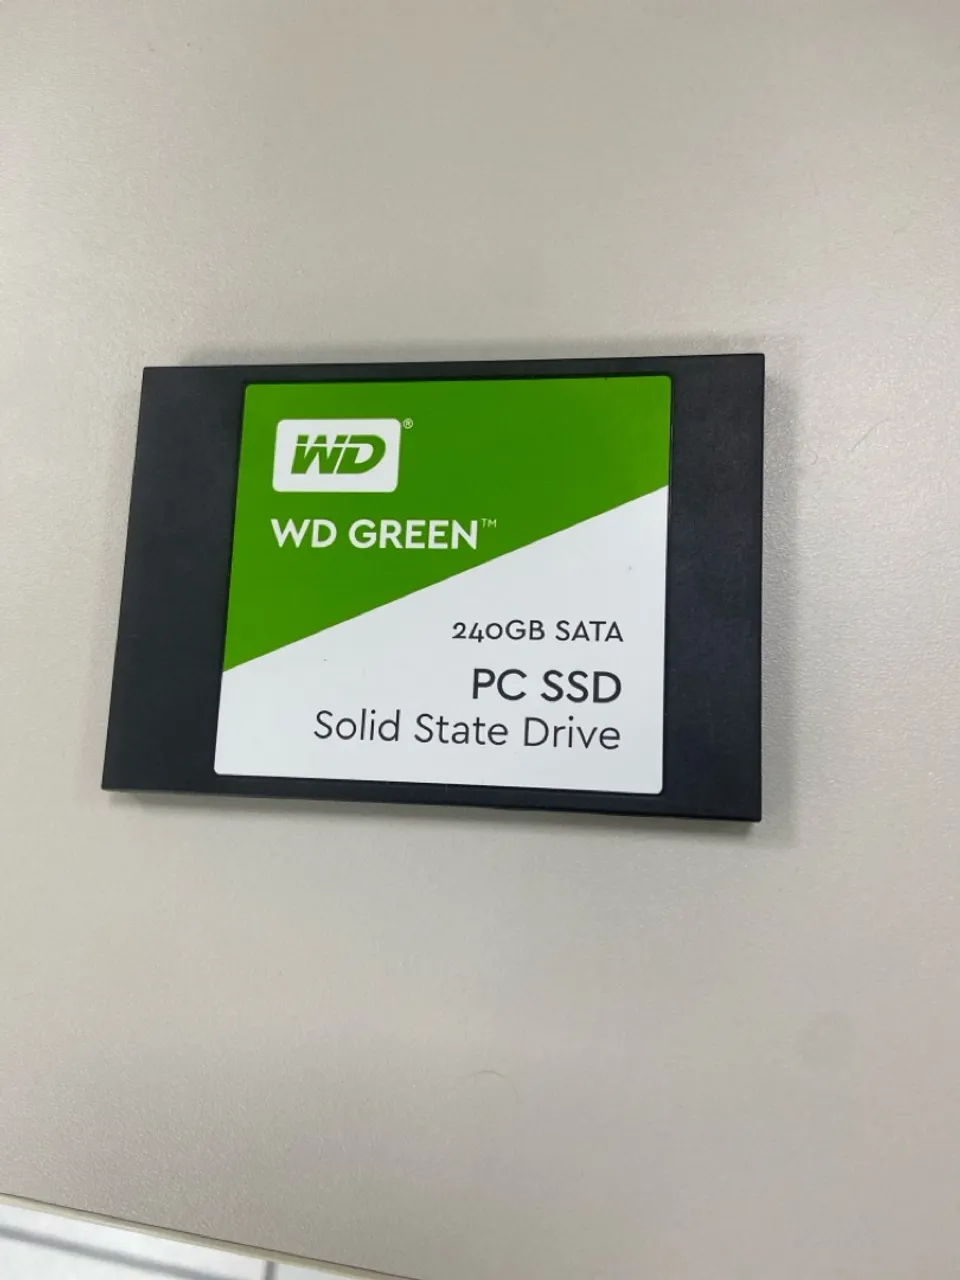 WD®
WD GREEN™
240GB SATA
PC SSD
Solid State Drive